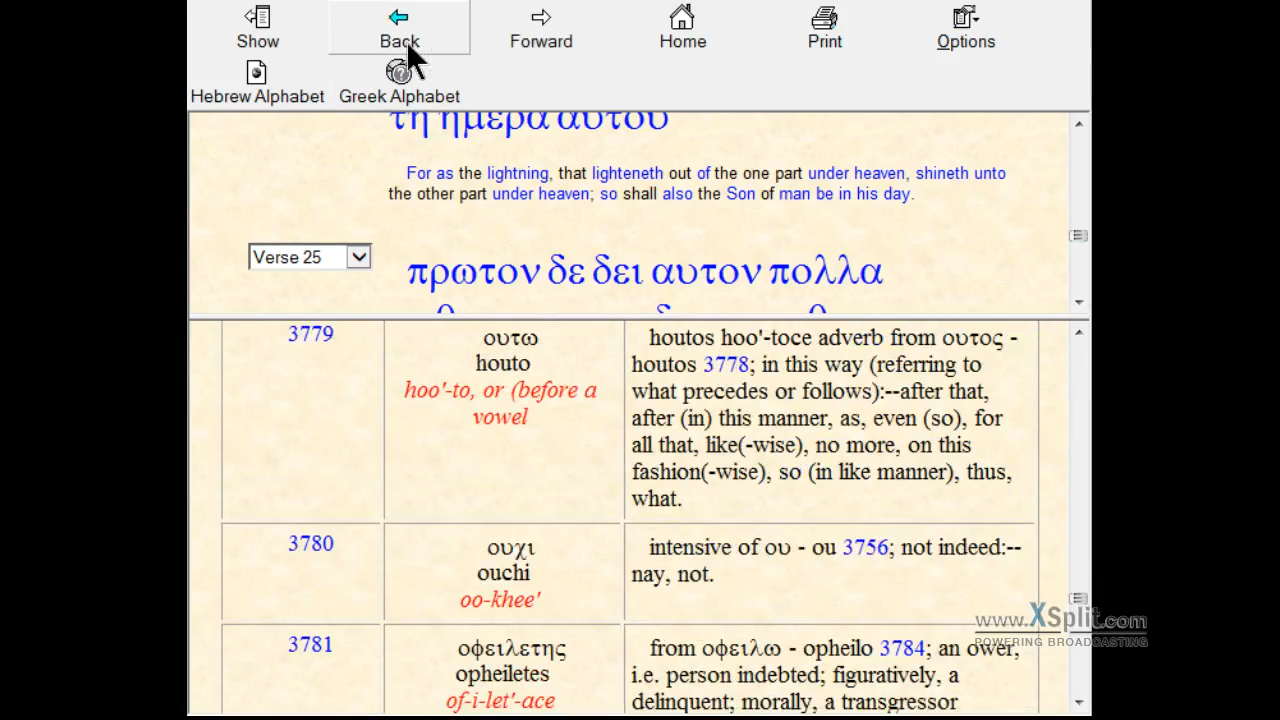 Show Back Forward Home Print Options
Hebrew Alphabet Greek Alphabet
τη ημερα αυτου
For as the lightning, that lighteneth out of the one part under heaven, shineth unto
the other part under heaven; so shall also the Son of man be in his day.
Verse 25
πρωτον δε δει αυτον πολλα
3779
ουτω
houto
hoo'-to, or (before a
vowel
houtos hoo'-toce adverb from ουτος -
houtos 3778; in this way (referring to
what precedes or follows):--after that,
after (in) this manner, as, even (so), for
all that, like(-wise), no more, on this
fashion(-wise), so (in like manner), thus,
what.
3780
ουχι
ouchi
oo-khee'
intensive of ου - ou 3756; not indeed:--
nay, not.
3781
οφειλετης
opheiletes
of-i-let'-ace
from οφειλω - opheilo 3784; an ower,
i.e. person indebted; figuratively, a
delinquent; morally, a transgressor
www.XSplit.com
POWERING BROADCASTING